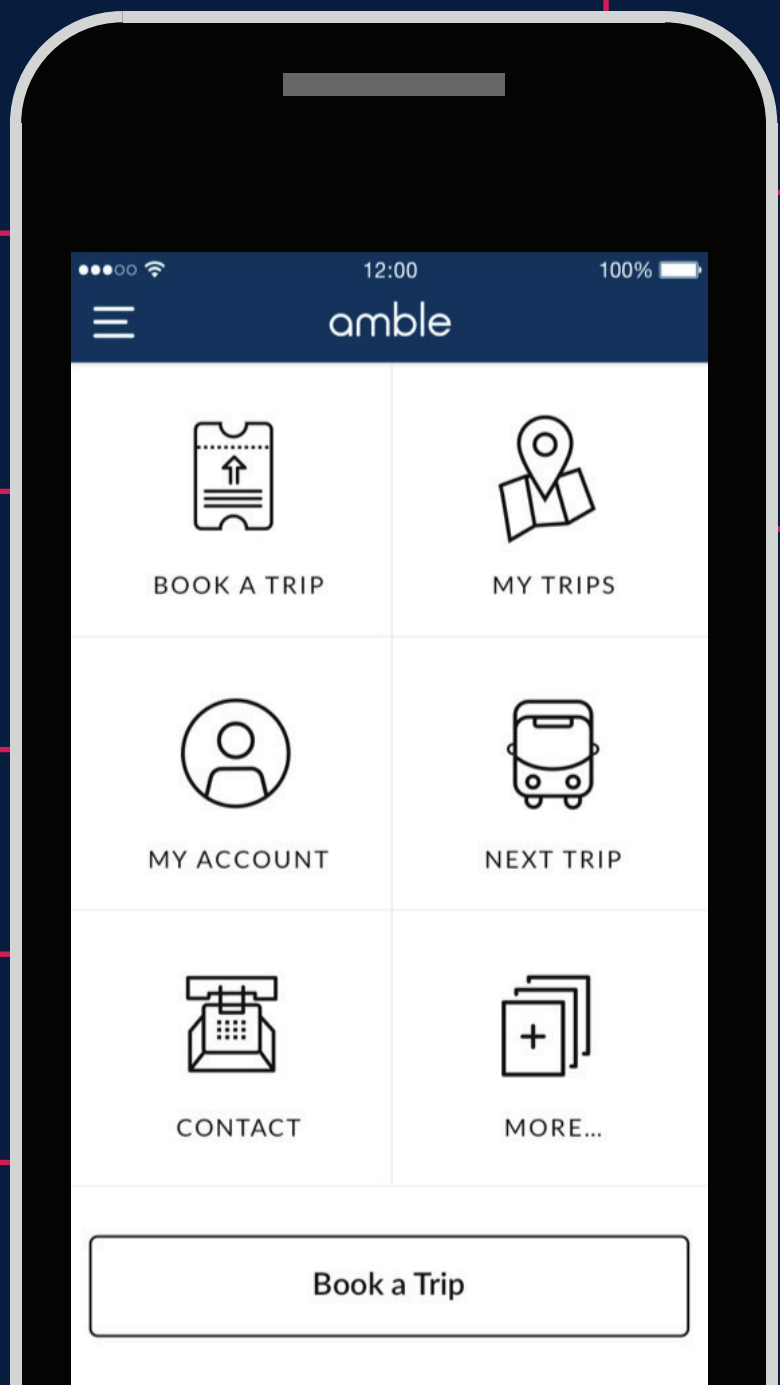 12:00
100%
amble
BOOK A TRIP
MY TRIPS
MY ACCOUNT
NEXT TRIP
CONTACT
MORE...
Book a Trip